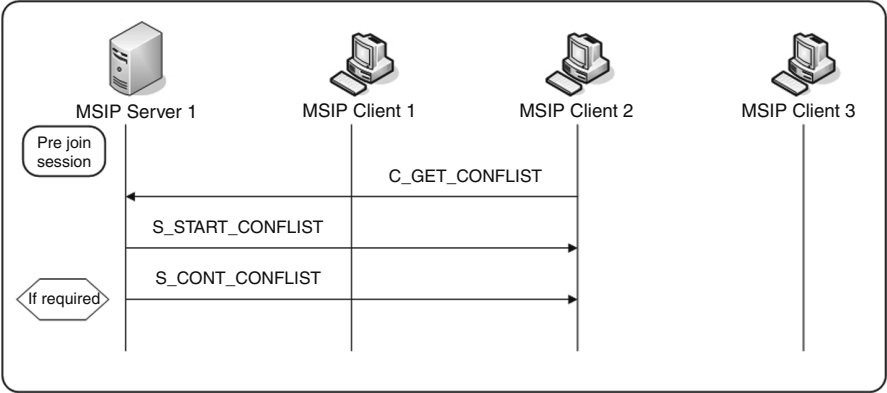 MSIP Server 1
MSIP Client 1
MSIP Client 2
MSIP Client 3
Pre join
session
C_GET_CONFLIST
S_START_CONFLIST
S_CONT_CONFLIST
If required